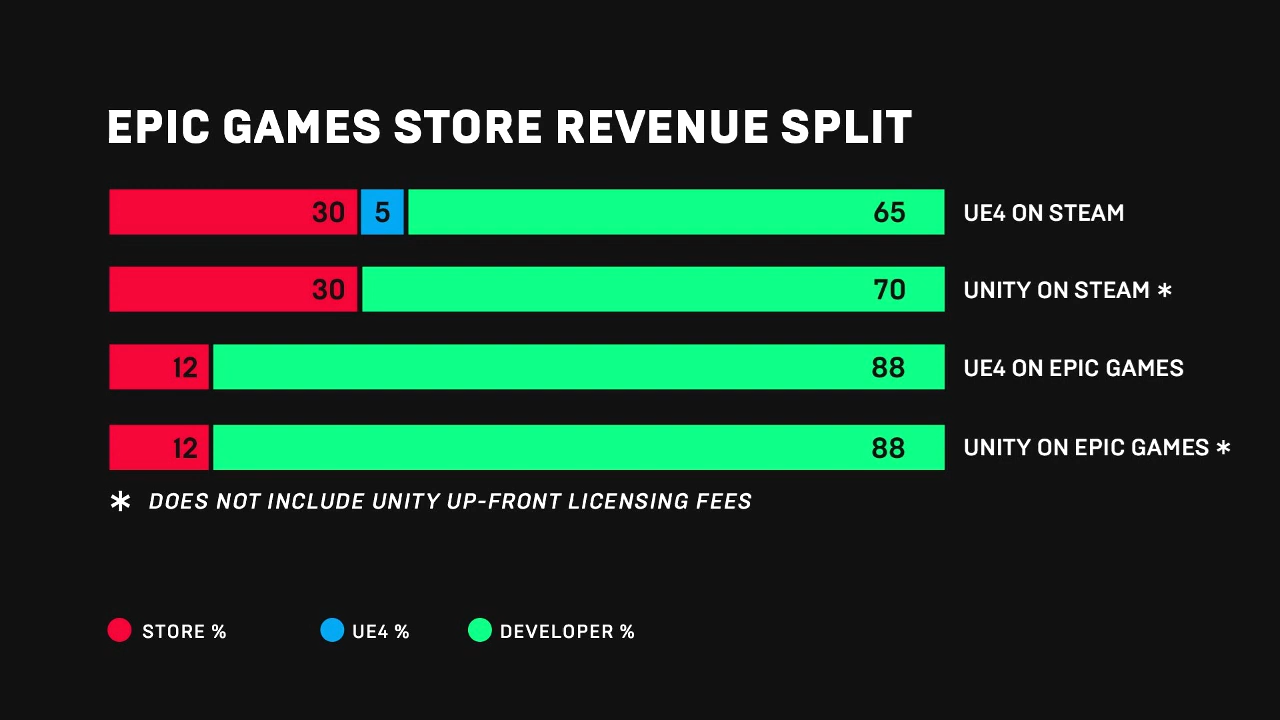 EPIC GAMES STORE REVENUE SPLIT
30 5 65 UE4 ON STEAM
30 70 UNITY ON STEAM *
12 88 UE4 ON EPIC GAMES
12 88 UNITY ON EPIC GAMES *
* DOES NOT INCLUDE UNITY UP-FRONT LICENSING FEES
STORE % UE4 % DEVELOPER %